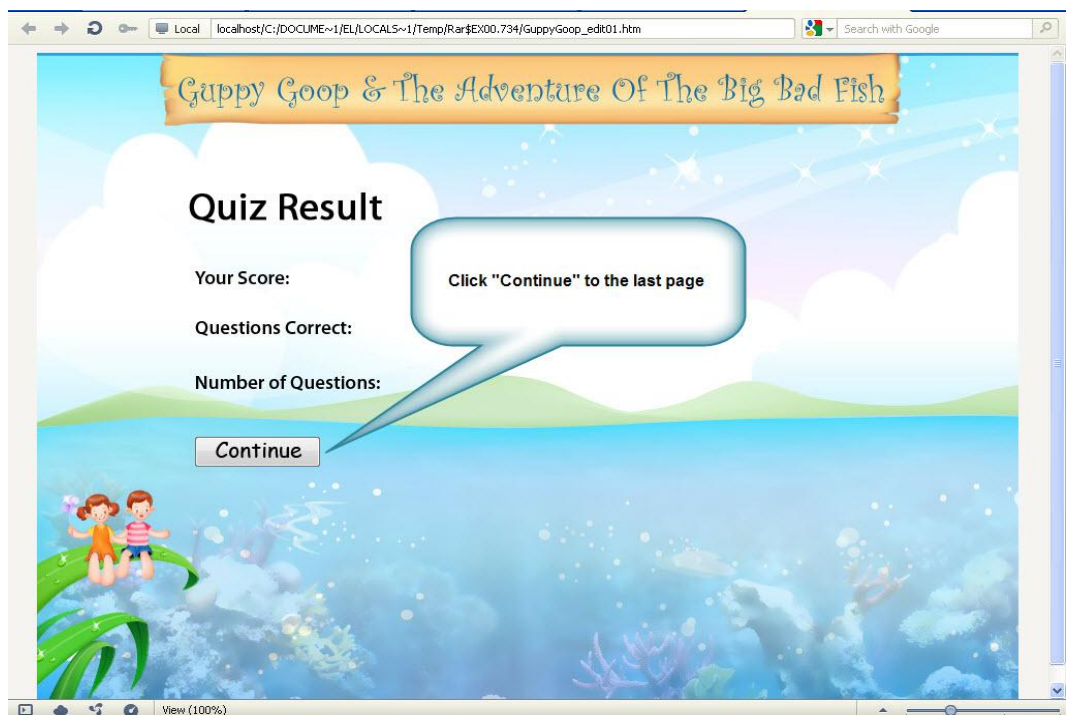 Local localhost/C:/DOCUME~1/EL/LOCALS~1/Temp/Rar$EX00.734/GuppyGoop_edit01.htm Search with Google
Guppy Goop & The Adventure Of The Big Bad Fish
Quiz Result
Click "Continue" to the last page
Your Score:
Questions Correct:
Number of Questions:
Continue
View (100%)